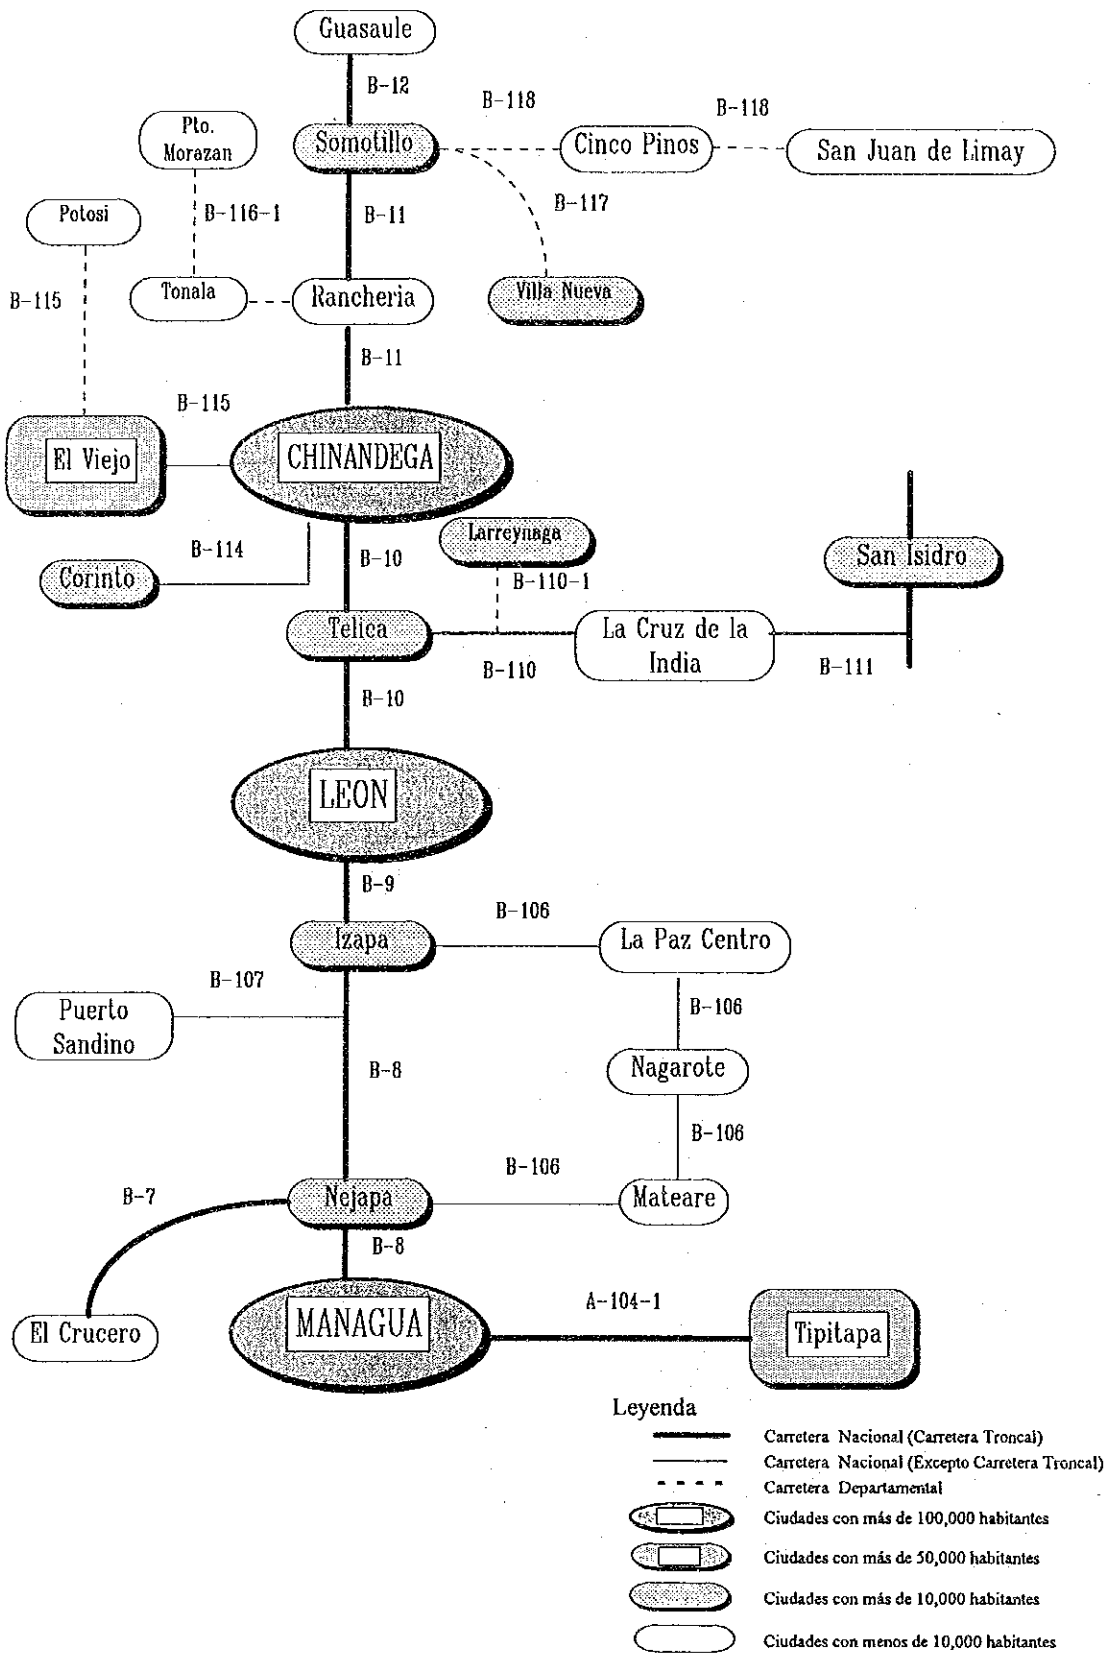 Guasaule
B-12
Pto.
Morazan
B-118
B-118
Somotillo
Cinco Pinos
San Juan de Limay
Potosi
B-116-1
B-11
B-117
B-115
Tonala
Rancheria
Villa Nueva
B-11
B-115
El Viejo
CHINANDEGA
Larreynaga
B-114
B-10
San Isidro
Corinto
B-110-1
Telica
La Cruz de la
India
B-110
B-111
B-10
LEON
B-9
B-106
Izapa
La Paz Centro
B-107
Puerto
Sandino
B-106
B-8
Nagarote
B-106
B-106
B-7
Nejapa
Mateare
B-8
A-104-1
El Crucero
MANAGUA
Tipitapa
Leyenda
Carretera Nacional (Carretera Troncal)
Carretera Nacional (Excepto Carretera Troncal)
Carretera Departamental
Ciudades con más de 100,000 habitantes
Ciudades con más de 50,000 habitantes
Ciudades con más de 10,000 habitantes
Ciudades con menos de 10,000 habitantes